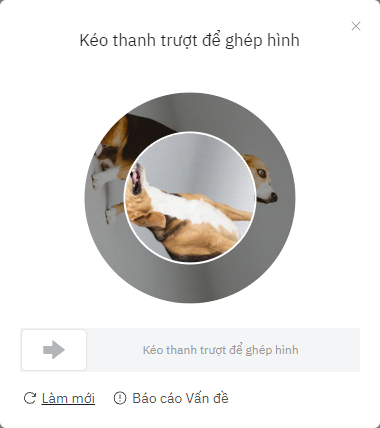 Kéo thanh trượt để ghép hình
Kéo thanh trượt để ghép hình
Làm mới
Báo cáo Vấn đề